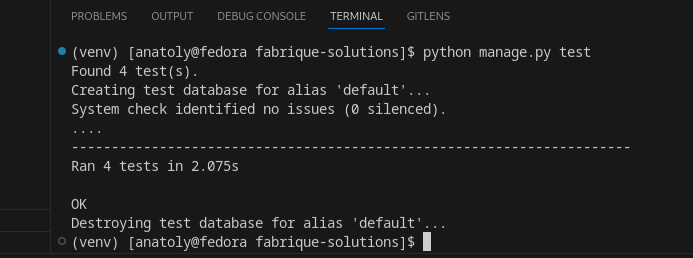 PROBLEMS OUTPUT DEBUG CONSOLE TERMINAL GITLENS
(venv) [anatoly@fedora fabrique-solutions]$ python manage.py test
Found 4 test(s).
Creating test database for alias 'default'...
System check identified no issues (0 silenced).
....
----------------------------------------------------------------------
Ran 4 tests in 2.075s
OK
Destroying test database for alias 'default'...
(venv) [anatoly@fedora fabrique-solutions]$